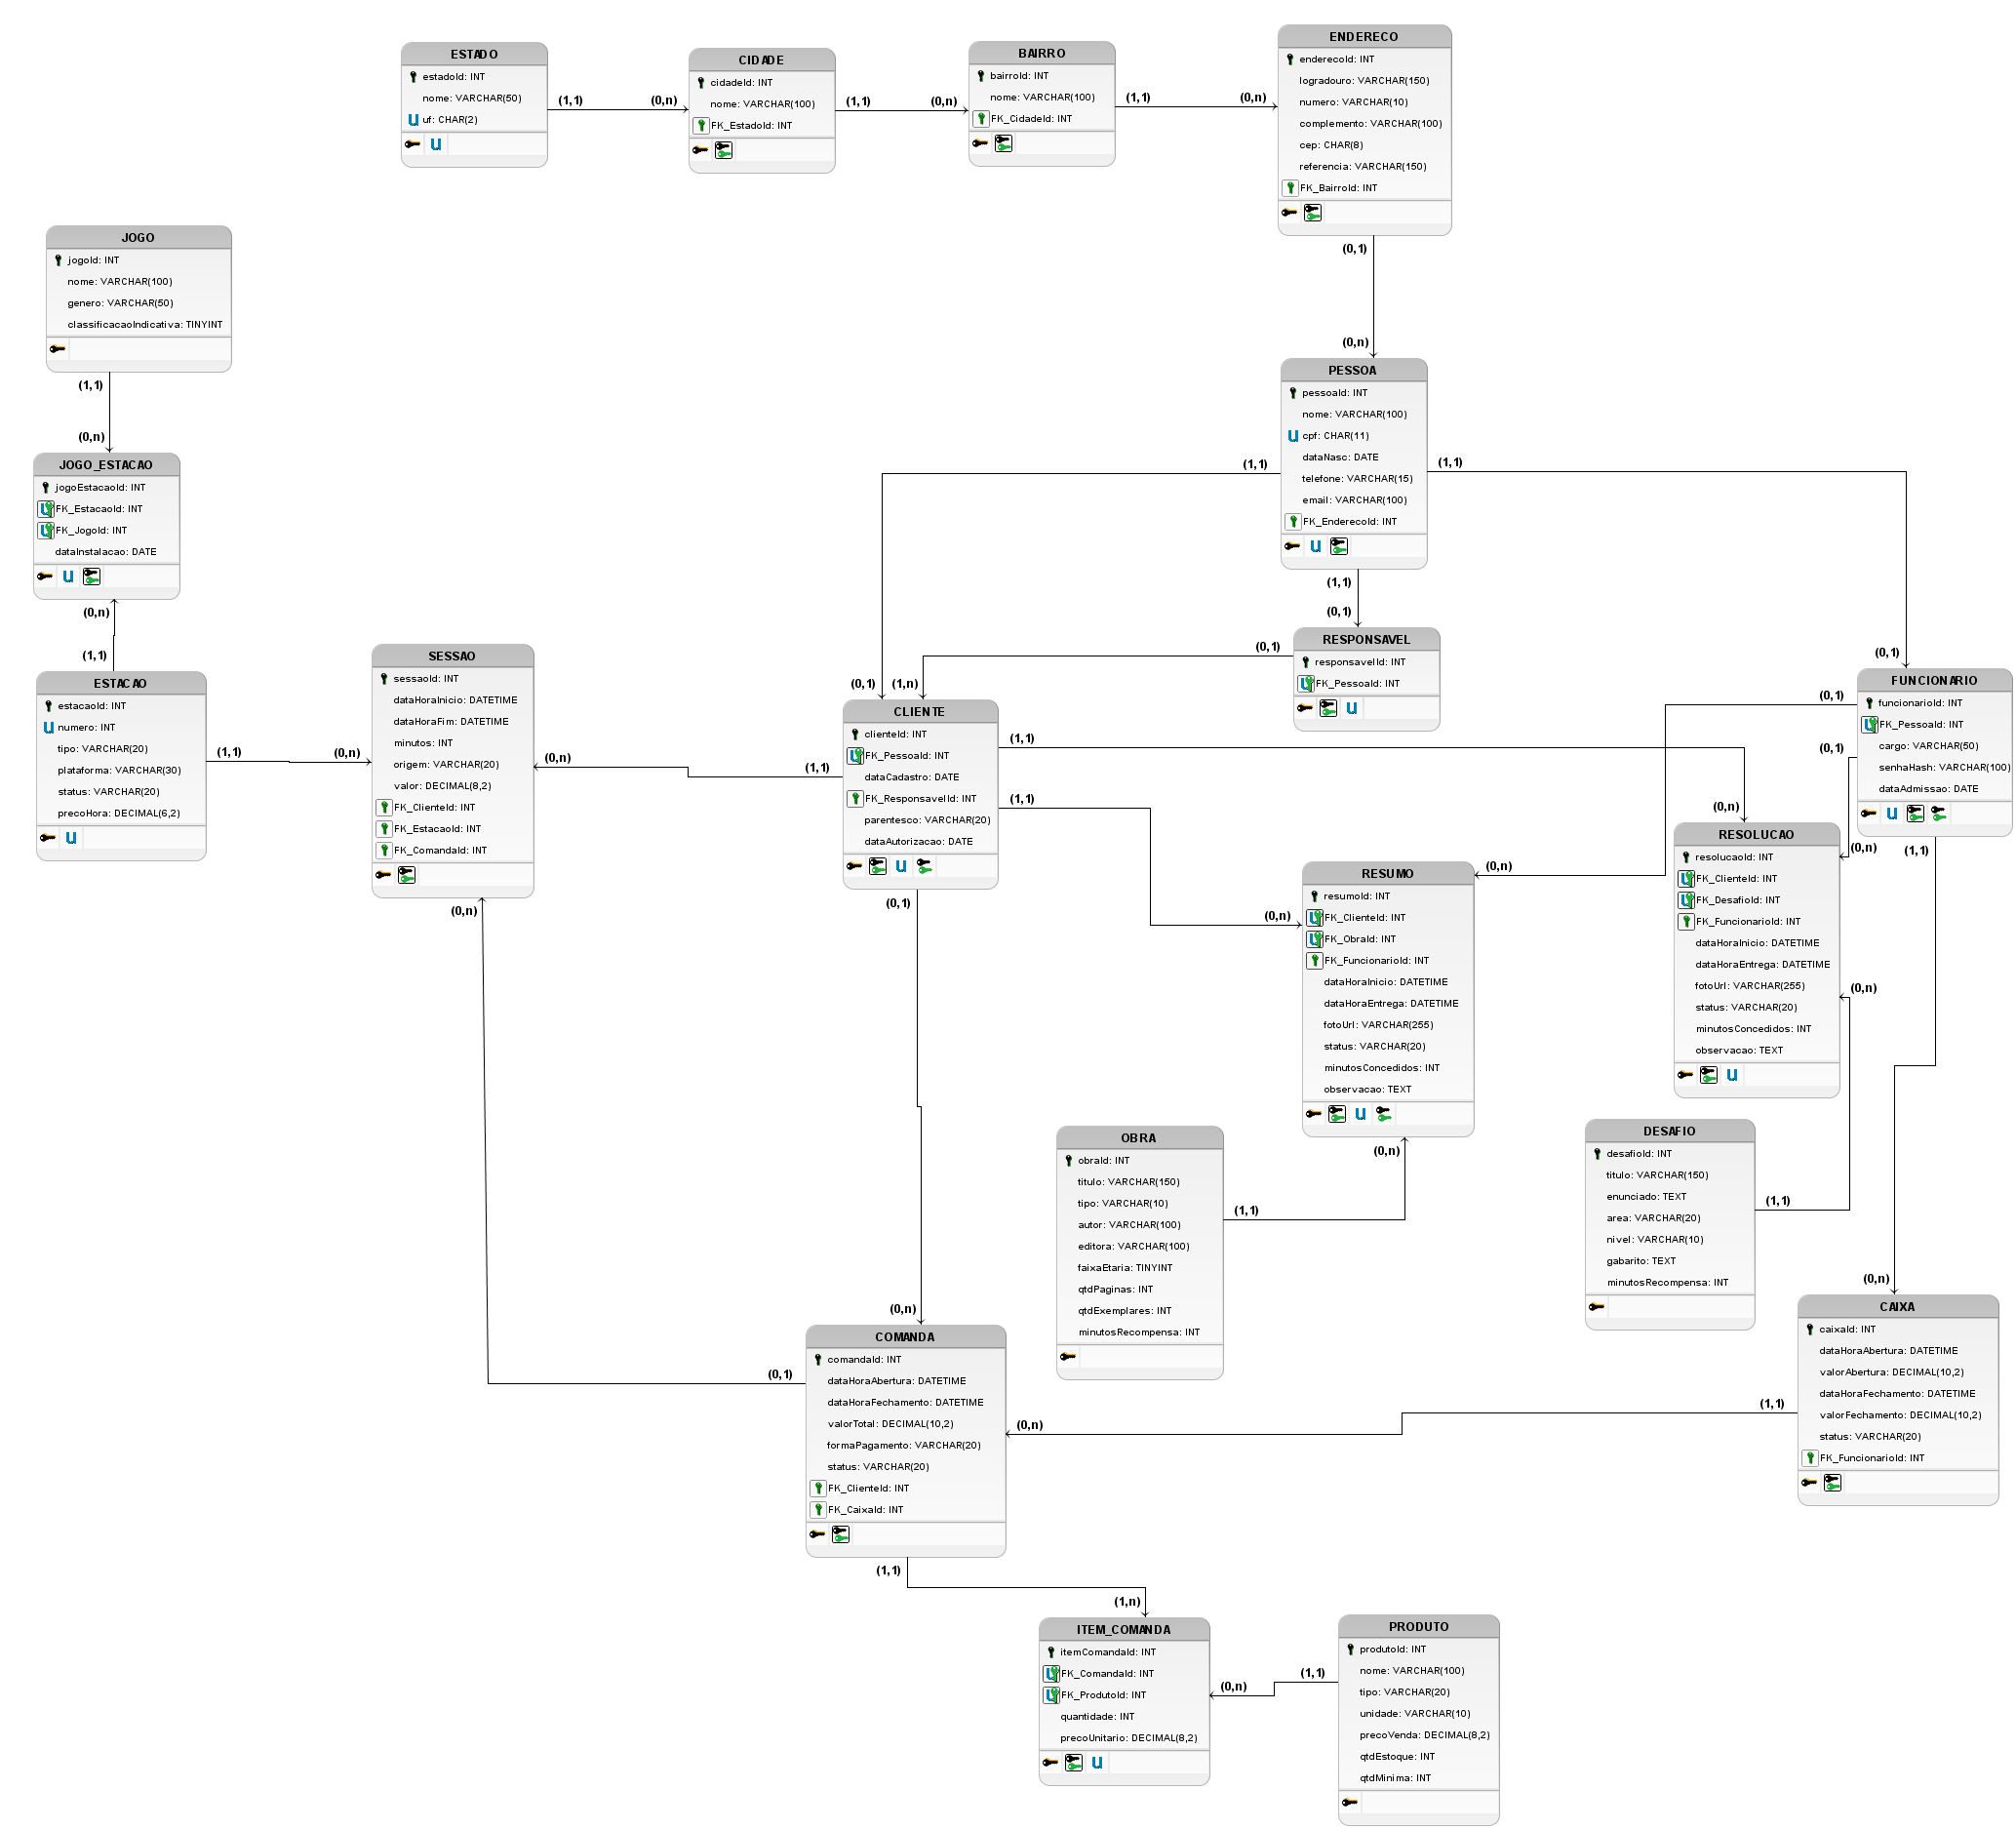 ESTADO
estadoId: INT
nome: VARCHAR(50)
U uf: CHAR(2)
U
(1,1)
(0,n)
CIDADE
cidadeId: INT
nome: VARCHAR(100)
FK_EstadoId: INT
(1,1)
(0,n)
BAIRRO
bairroId: INT
nome: VARCHAR(100)
FK_CidadeId: INT
(1,1)
(0,n)
ENDERECO
enderecoId: INT
logradouro: VARCHAR(150)
numero: VARCHAR(10)
complemento: VARCHAR(100)
cep: CHAR(8)
referencia: VARCHAR(150)
FK_BairroId: INT
(0,1)
(0,n)
JOGO
jogoId: INT
nome: VARCHAR(100)
genero: VARCHAR(50)
classificacaoIndicativa: TINYINT
(1,1)
(0,n)
JOGO_ESTACAO
jogoEstacaoId: INT
U FK_EstacaoId: INT
U FK_JogoId: INT
dataInstalacao: DATE
U
(0,n)
(1,1)
ESTACAO
estacaoId: INT
U numero: INT
tipo: VARCHAR(20)
plataforma: VARCHAR(30)
status: VARCHAR(20)
precoHora: DECIMAL(6,2)
U
(1,1)
(0,n)
SESSAO
sessaoId: INT
dataHoraInicio: DATETIME
dataHoraFim: DATETIME
minutos: INT
origem: VARCHAR(20)
valor: DECIMAL(8,2)
FK_ClienteId: INT
FK_EstacaoId: INT
FK_ComandaId: INT
(0,n)
(1,1)
(0,n)
PESSOA
pessoaId: INT
nome: VARCHAR(100)
U cpf: CHAR(11)
dataNasc: DATE
telefone: VARCHAR(15)
email: VARCHAR(100)
FK_EnderecoId: INT
U
(1,1)
(1,1)
(1,1)
(0,1)
RESPONSAVEL
responsavelId: INT
U FK_PessoaId: INT
U
(0,1)
(0,1)
(1,n)
CLIENTE
clienteId: INT
U FK_PessoaId: INT
dataCadastro: DATE
FK_ResponsavelId: INT
parentesco: VARCHAR(20)
dataAutorizacao: DATE
U
(1,1)
(1,1)
(0,1)
(0,1)
FUNCIONARIO
funcionarioId: INT
U FK_PessoaId: INT
cargo: VARCHAR(50)
senhaHash: VARCHAR(100)
dataAdmissao: DATE
U
(0,1)
(0,1)
(1,1)
(0,n)
(0,n)
RESOLUCAO
resolucaoId: INT
U FK_ClienteId: INT
U FK_DesafioId: INT
FK_FuncionarioId: INT
dataHoraInicio: DATETIME
dataHoraEntrega: DATETIME
fotoUrl: VARCHAR(255)
status: VARCHAR(20)
minutosConcedidos: INT
observacao: TEXT
U
(0,n)
(0,n)
(0,n)
RESUMO
resumoId: INT
U FK_ClienteId: INT
U FK_ObraId: INT
FK_FuncionarioId: INT
dataHoraInicio: DATETIME
dataHoraEntrega: DATETIME
fotoUrl: VARCHAR(255)
status: VARCHAR(20)
minutosConcedidos: INT
observacao: TEXT
U
(0,n)
OBRA
obraId: INT
titulo: VARCHAR(150)
tipo: VARCHAR(10)
autor: VARCHAR(100)
editora: VARCHAR(100)
faixaEtaria: TINYINT
qtdPaginas: INT
qtdExemplares: INT
minutosRecompensa: INT
(1,1)
DESAFIO
desafioId: INT
titulo: VARCHAR(150)
enunciado: TEXT
area: VARCHAR(20)
nivel: VARCHAR(10)
gabarito: TEXT
minutosRecompensa: INT
(1,1)
(0,n)
CAIXA
caixaId: INT
dataHoraAbertura: DATETIME
valorAbertura: DECIMAL(10,2)
dataHoraFechamento: DATETIME
valorFechamento: DECIMAL(10,2)
status: VARCHAR(20)
FK_FuncionarioId: INT
(1,1)
(0,n)
(0,n)
(0,1)
COMANDA
comandaId: INT
dataHoraAbertura: DATETIME
dataHoraFechamento: DATETIME
valorTotal: DECIMAL(10,2)
formaPagamento: VARCHAR(20)
status: VARCHAR(20)
FK_ClienteId: INT
FK_CaixaId: INT
(0,n)
(1,1)
(1,n)
ITEM_COMANDA
itemComandaId: INT
U FK_ComandaId: INT
U FK_ProdutoId: INT
quantidade: INT
precoUnitario: DECIMAL(8,2)
U
(0,n)
(1,1)
PRODUTO
produtoId: INT
nome: VARCHAR(100)
tipo: VARCHAR(20)
unidade: VARCHAR(10)
precoVenda: DECIMAL(8,2)
qtdEstoque: INT
qtdMinima: INT